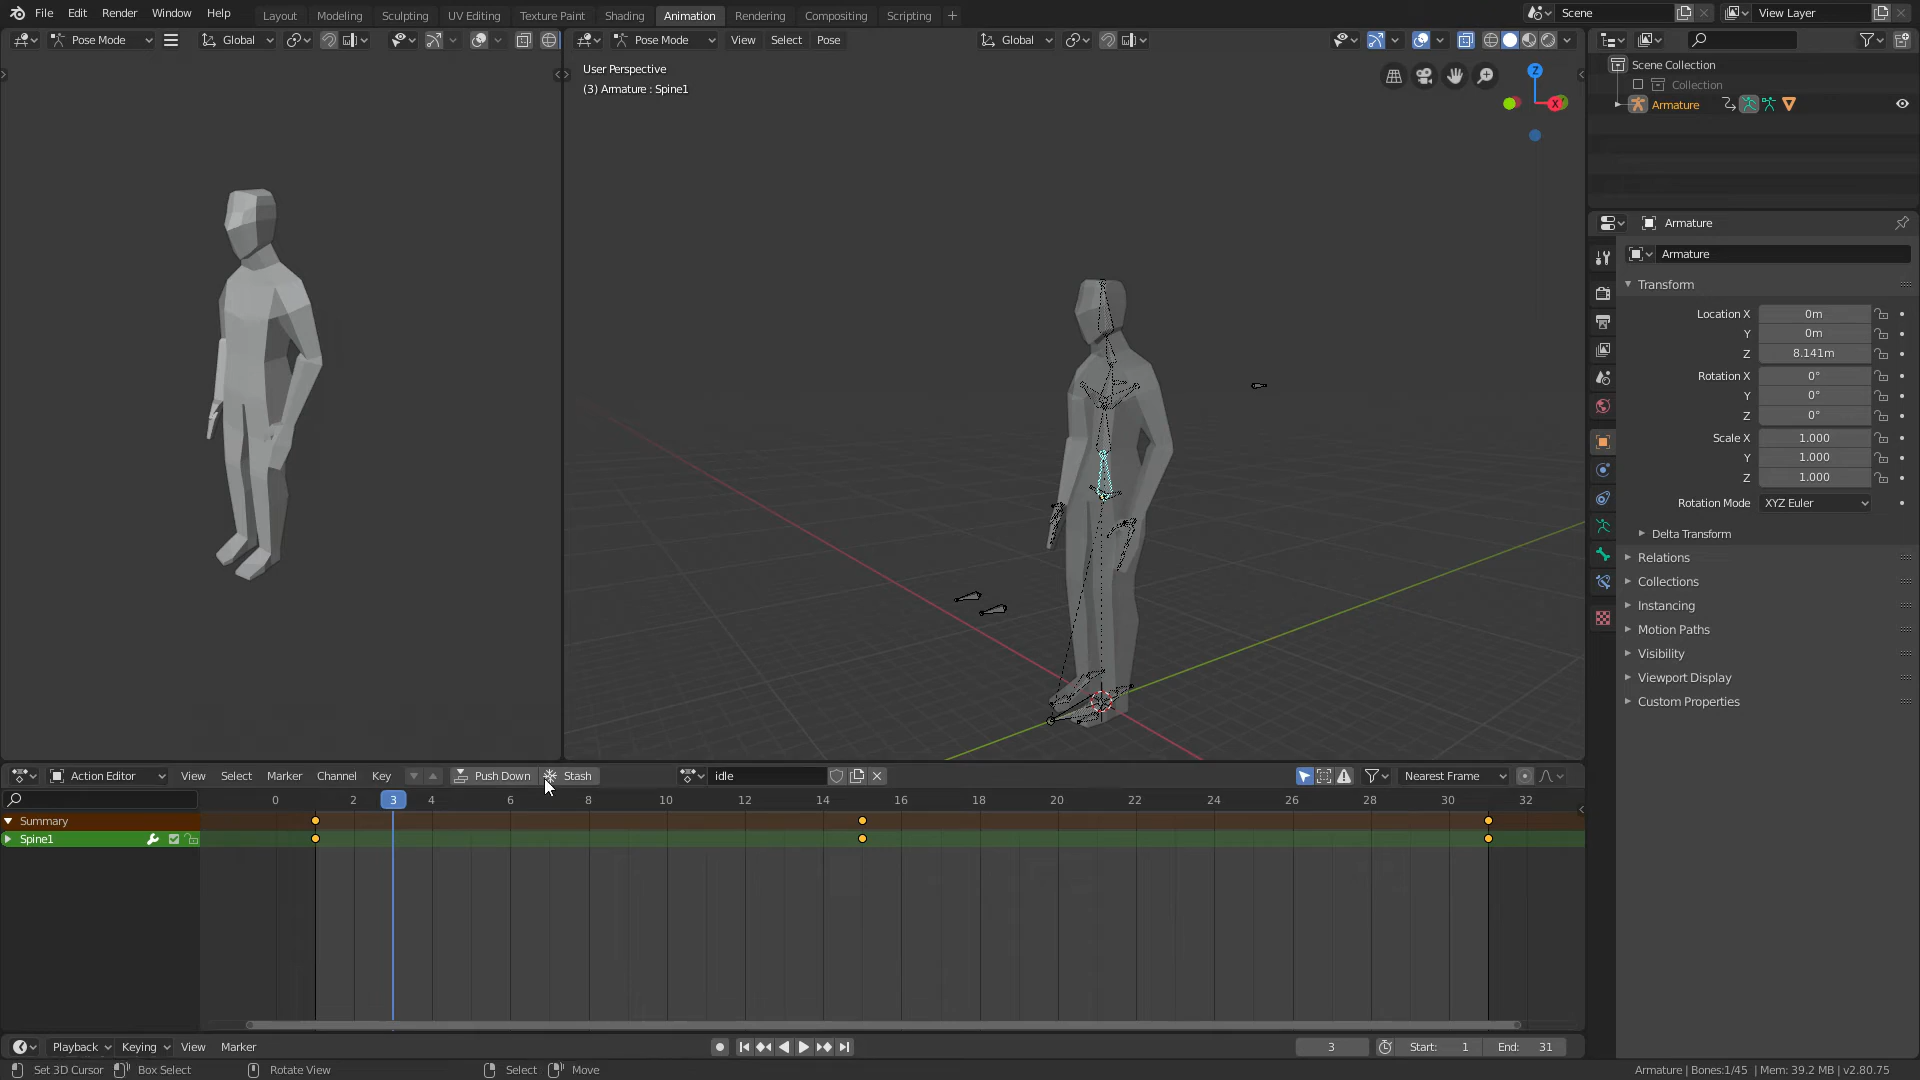 File Edit Render Window Help Layout Modeling Sculpting UV Editing Texture Paint Shading Animation Rendering Compositing Scripting + Scene View Layer
Pose Mode Global Pose Mode View Select Pose Global
User Perspective
(3) Armature : Spine1
Z
X
Scene Collection
Collection
Armature
Armature
Armature
Transform
Location X 0m
Y 0m
Z 8.141m
Rotation X 0°
Y 0°
Z 0°
Scale X 1.000
Y 1.000
Z 1.000
Rotation Mode XYZ Euler
Delta Transform
Relations
Collections
Instancing
Motion Paths
Visibility
Viewport Display
Custom Properties
Action Editor View Select Marker Channel Key Push Down Stash idle Nearest Frame
0 2 3 4 6 8 10 12 14 16 18 20 22 24 26 28 30 32
Summary
Spine1
Playback Keying View Marker 3 Start: 1 End: 31
Set 3D Cursor Box Select Rotate View Select Move Armature | Bones:1/45 | Mem: 39.2 MB | v2.80.75